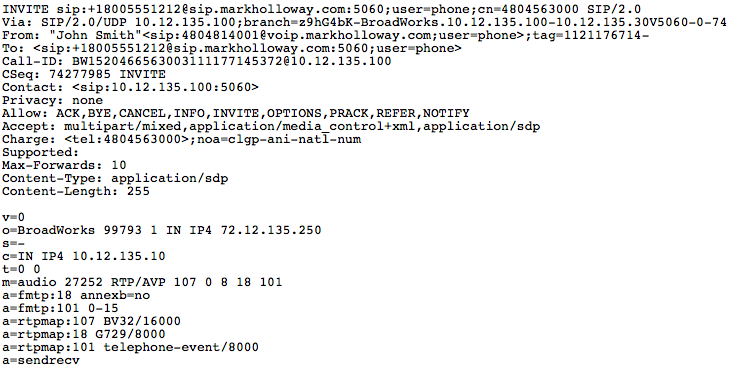 INVITE sip:+18005551212@sip.markholloway.com:5060;user=phone;cn=4804563000 SIP/2.0
Via: SIP/2.0/UDP 10.12.135.100;branch=z9hG4bK-BroadWorks.10.12.135.100-10.12.135.30V5060-0-74
From: "John Smith"<sip:4804814001@voip.markholloway.com;user=phone>;tag=1121176714-
To: <sip:+18005551212@sip.markholloway.com:5060;user=phone>
Call-ID: BW152046656300311117​7145372@10.12.135.100
CSeq: 74277985 INVITE
Contact: <sip:10.12.135.100:5060>
Privacy: none
Allow: ACK,BYE,CANCEL,INFO,INVITE,OPTIONS,PRACK,REFER,NOTIFY
Accept: multipart/mixed,application/media_control+xml,application/sdp
Charge: <tel:4804563000>;noa=clgp-ani-natl-num
Supported:
Max-Forwards: 10
Content-Type: application/sdp
Content-Length: 255

v=0
o=BroadWorks 99793 1 IN IP4 72.12.135.250
s=-
c=IN IP4 10.12.135.10
t=0 0
m=audio 27252 RTP/AVP 107 0 8 18 101
a=fmtp:18 annexb=no
a=fmtp:101 0-15
a=rtpmap:107 BV32/16000
a=rtpmap:18 G729/8000
a=rtpmap:101 telephone-event/8000
a=sendrecv